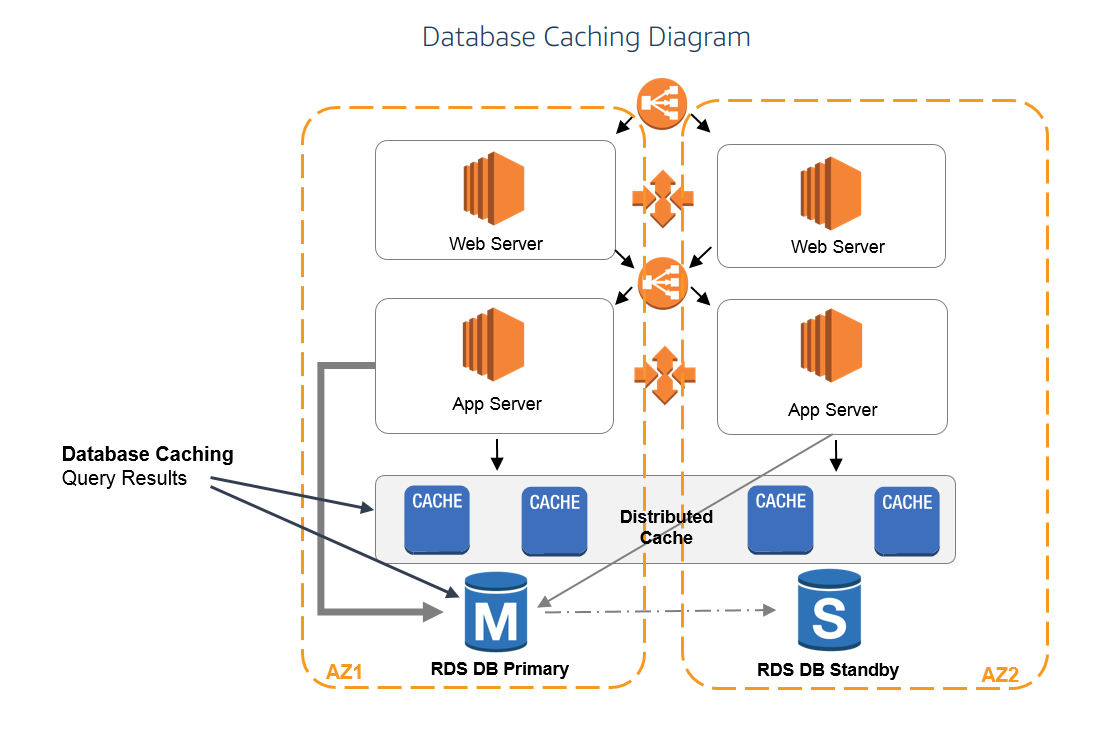 Database Caching Diagram
Web Server
Web Server
App Server
App Server
Database Caching
Query Results
CACHE
CACHE
Distributed
Cache
CACHE
CACHE
M
S
RDS DB Primary
RDS DB Standby
AZ1
AZ2